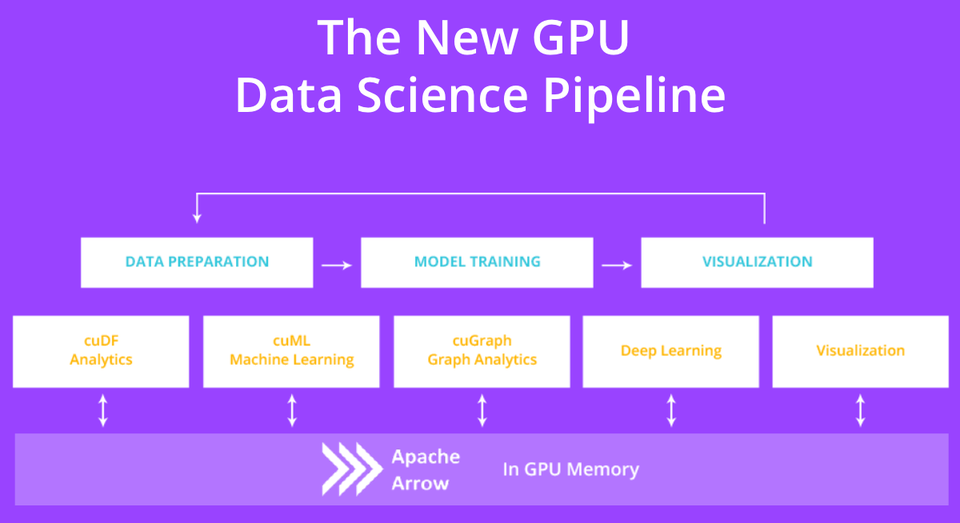 The New GPU
Data Science Pipeline
DATA PREPARATION
MODEL TRAINING
VISUALIZATION
cuDF
Analytics
cuML
Machine Learning
cuGraph
Graph Analytics
Deep Learning
Visualization
Apache
Arrow
In GPU Memory